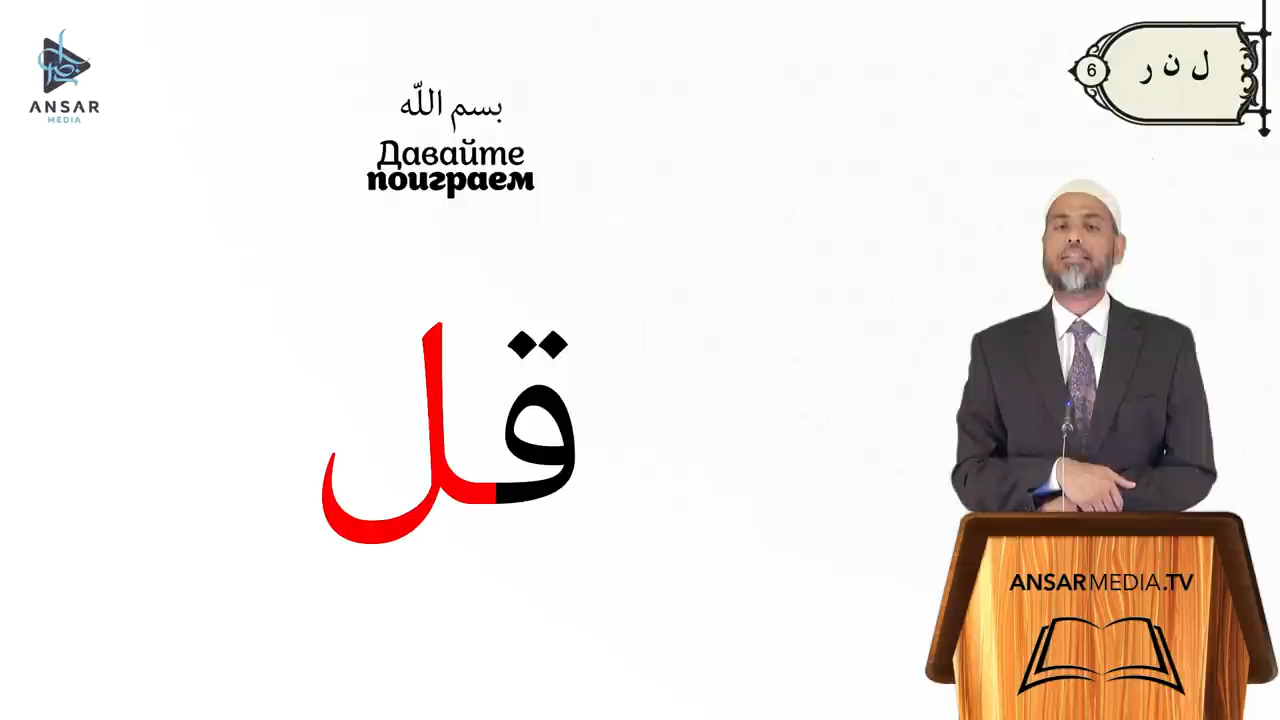 ANSAR
MEDIA
بسم اللّه
Давайте
поиграем
ل ن ر
6
قل
ANSARMEDIA.TV